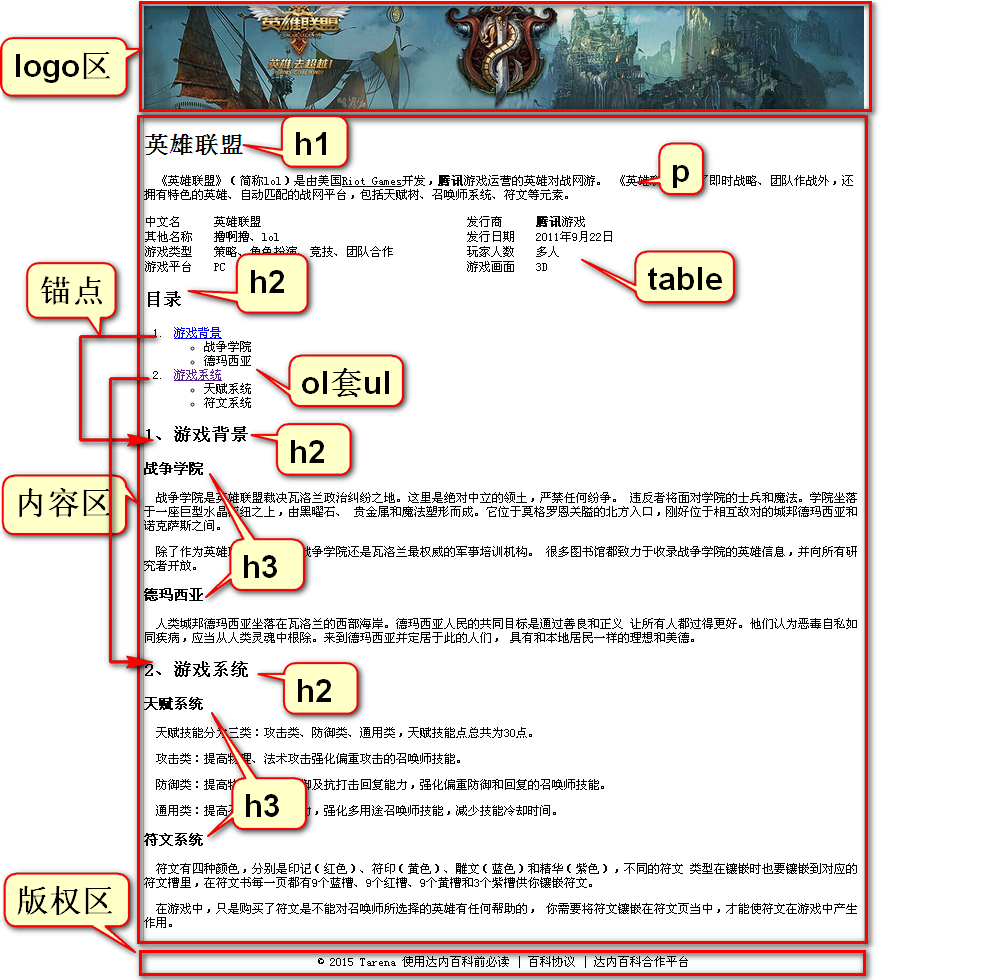 英雄联盟
LEAGUE OF LEGENDS
英雄,去超越!
logo区
英雄联盟
h1
《英雄联盟》(简称lol)是由美国Riot Games开发,腾讯游戏运营的英雄对战网游。 《英雄 了即时战略、团队作战外,还
p
拥有特色的英雄、自动匹配的战网平台,包括天赋树、召唤师系统、符文等元素。
中文名 英雄联盟 发行商 腾讯游戏
其他名称 撸啊撸、lol 发行日期 2011年9月22日
游戏类型 策略、角色扮演、竞技、团队合作 玩家人数 多人
游戏平台 PC 游戏画面 3D
table
h2
目录
锚点
1. 游戏背景
战争学院
德玛西亚
2. 游戏系统
天赋系统
符文系统
ol套ul
1、游戏背景
h2
战争学院
内容区
战争学院是英雄联盟裁决瓦洛兰政治纠纷之地。这里是绝对中立的领土,严禁任何纷争。 违反者将面对学院的士兵和魔法。学院坐落
于一座巨型水晶枢纽之上,由黑曜石、 贵金属和魔法塑形而成。它位于莫格罗恩关隘的北方入口,刚好位于相互敌对的城邦德玛西亚和
诺克萨斯之间。
除了作为英雄 战争学院还是瓦洛兰最权威的军事培训机构。 很多图书馆都致力于收录战争学院的英雄信息,并向所有研
究者开放。
h3
德玛西亚
人类城邦德玛西亚坐落在瓦洛兰的西部海岸。德玛西亚人民的共同目标是通过善良和正义 让所有人都过得更好。他们认为恶毒自私如
同疾病,应当从人类灵魂中根除。来到德玛西亚并定居于此的人们, 具有和本地居民一样的理想和美德。
2、游戏系统
h2
天赋系统
天赋技能分为三类:攻击类、防御类、通用类,天赋技能点总共为30点。
攻击类:提高物理、法术攻击强化偏重攻击的召唤师技能。
防御类:提高 御及抗打击回复能力,强化偏重防御和回复的召唤师技能。
h3
通用类:提高 ,强化多用途召唤师技能,减少技能冷却时间。
符文系统
符文有四种颜色,分别是印记(红色)、符印(黄色)、雕文(蓝色)和精华(紫色),不同的符文 类型在镶嵌时也要镶嵌到对应的
符文槽里,在符文书每一页都有9个蓝槽、9个红槽、9个黄槽和3个紫槽供你镶嵌符文。
版权区
在游戏中,只是购买了符文是不能对召唤师所选择的英雄有任何帮助的, 你需要将符文镶嵌在符文页当中,才能使符文在游戏中产生
作用。
© 2015 Tarena 使用达内百科前必读 | 百科协议 | 达内百科合作平台